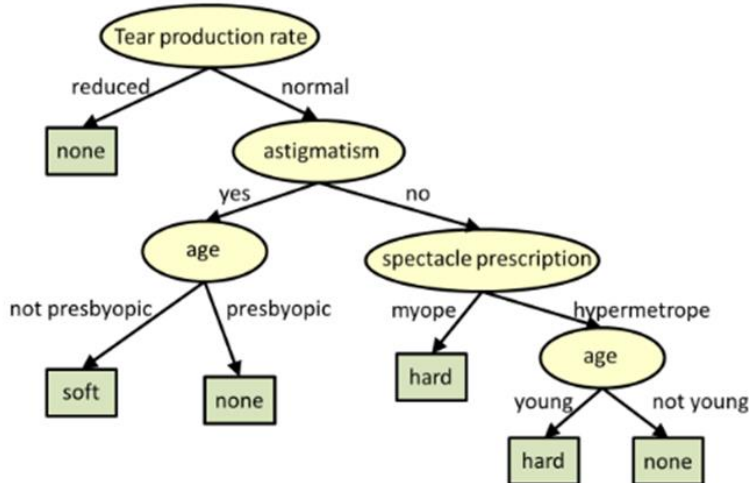 Tear production rate
reduced
normal
none
astigmatism
yes
no
age
spectacle prescription
not presbyopic
presbyopic
myope
hypermetrope
soft
none
hard
age
young
not young
hard
none